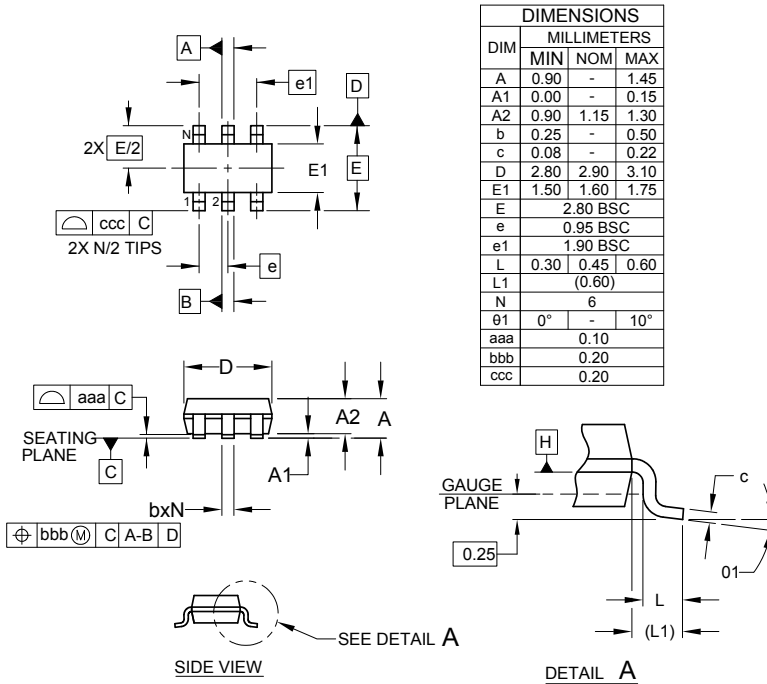 A
e1
D
N
2X E/2
E1
E
1
2
⌓ ccc C
2X N/2 TIPS
e
B
D
⌓ aaa C
A2
A
SEATING
PLANE
C
A1
bxN
⌖ bbb Ⓜ C A-B D
SEE DETAIL A
SIDE VIEW
DIMENSIONS
DIM MILLIMETERS
MIN NOM MAX
A 0.90 - 1.45
A1 0.00 - 0.15
A2 0.90 1.15 1.30
b 0.25 - 0.50
c 0.08 - 0.22
D 2.80 2.90 3.10
E1 1.50 1.60 1.75
E 2.80 BSC
e 0.95 BSC
e1 1.90 BSC
L 0.30 0.45 0.60
L1 (0.60)
N 6
θ1 0° - 10°
aaa 0.10
bbb 0.20
ccc 0.20
H
GAUGE
PLANE
0.25
c
01
L
(L1)
DETAIL A